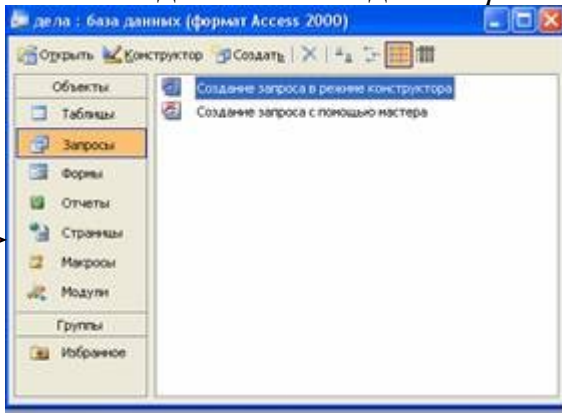 дела : база данных (формат Access 2000)
Открыть Конструктор Создать
Объекты
Таблицы
Запросы
Формы
Отчеты
Страницы
Макросы
Модули
Группы
Избранное
Создание запроса в режиме конструктора
Создание запроса с помощью мастера